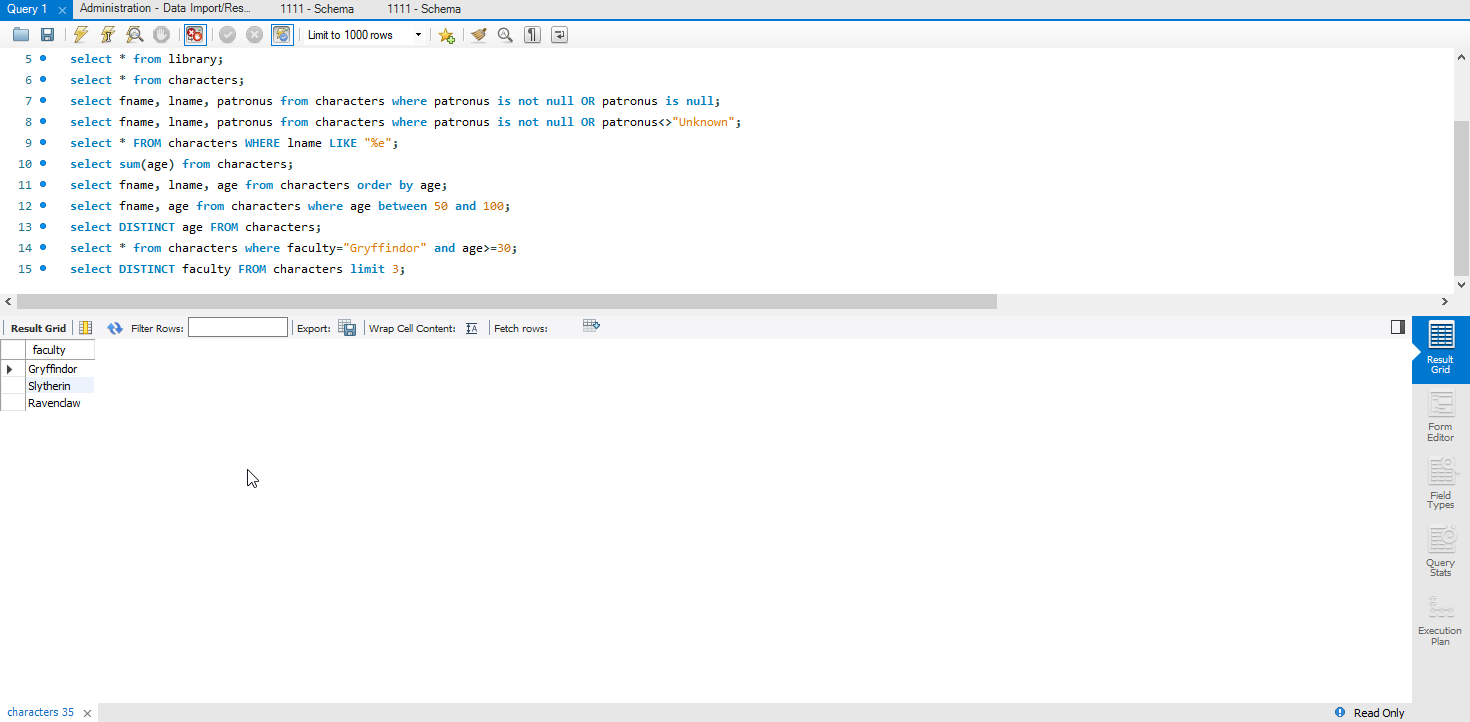 Query 1 Administration - Data Import/Res... 1111 - Schema 1111 - Schema
Limit to 1000 rows
5 select * from library;
6 select * from characters;
7 select fname, lname, patronus from characters where patronus is not null OR patronus is null;
8 select fname, lname, patronus from characters where patronus is not null OR patronus<>"Unknown";
9 select * FROM characters WHERE lname LIKE "%e";
10 select sum(age) from characters;
11 select fname, lname, age from characters order by age;
12 select fname, age from characters where age between 50 and 100;
13 select DISTINCT age FROM characters;
14 select * from characters where faculty="Gryffindor" and age>=30;
15 select DISTINCT faculty FROM characters limit 3;
Result Grid Filter Rows: Export: Wrap Cell Content: Fetch rows:
faculty
Gryffindor
Slytherin
Ravenclaw
Result
Grid
Form
Editor
Field
Types
Query
Stats
Execution
Plan
characters 35 Read Only